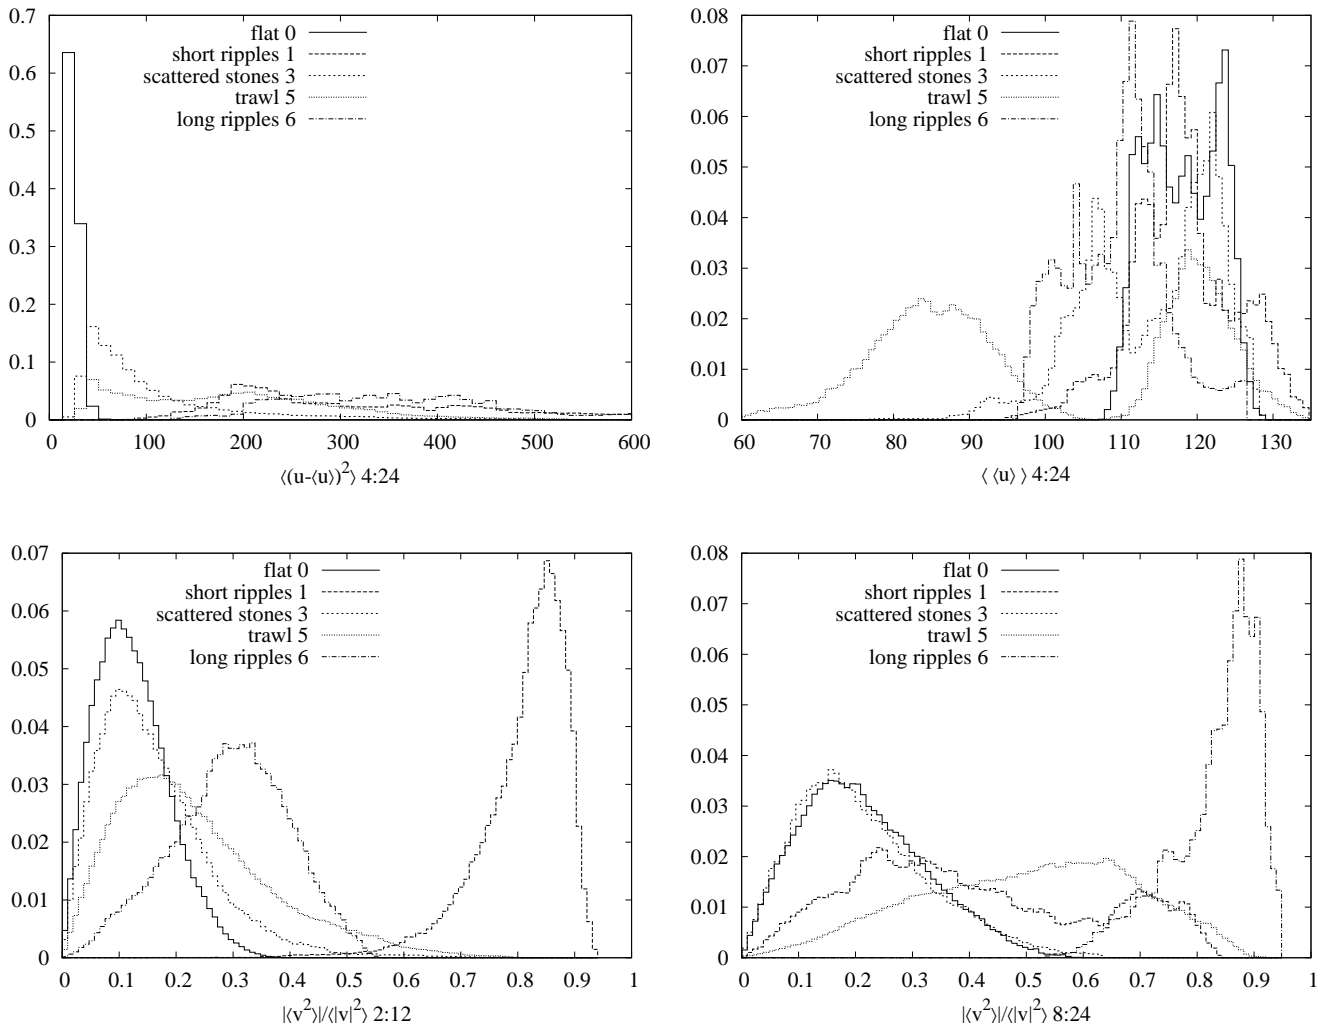 0.7
0.6
0.5
0.4
0.3
0.2
0.1
0
flat 0
short ripples 1
scattered stones 3
trawl 5
long ripples 6
0 100 200 300 400 500 600
⟨(u-⟨u⟩)^2⟩ 4:24
0.08
0.07
0.06
0.05
0.04
0.03
0.02
0.01
0
flat 0
short ripples 1
scattered stones 3
trawl 5
long ripples 6
60 70 80 90 100 110 120 130
⟨ ⟨u⟩ ⟩ 4:24
0.07
0.06
0.05
0.04
0.03
0.02
0.01
0
flat 0
short ripples 1
scattered stones 3
trawl 5
long ripples 6
0 0.1 0.2 0.3 0.4 0.5 0.6 0.7 0.8 0.9 1
|⟨v^2⟩|/⟨|v|^2⟩ 2:12
0.08
0.07
0.06
0.05
0.04
0.03
0.02
0.01
0
flat 0
short ripples 1
scattered stones 3
trawl 5
long ripples 6
0 0.1 0.2 0.3 0.4 0.5 0.6 0.7 0.8 0.9 1
|⟨v^2⟩|/⟨|v|^2⟩ 8:24